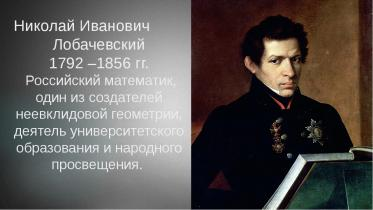 Николай Иванович
Лобачевский
1792 –1856 гг.
Российский математик,
один из создателей
неевклидовой геометрии,
деятель университетского
образования и народного
просвещения.